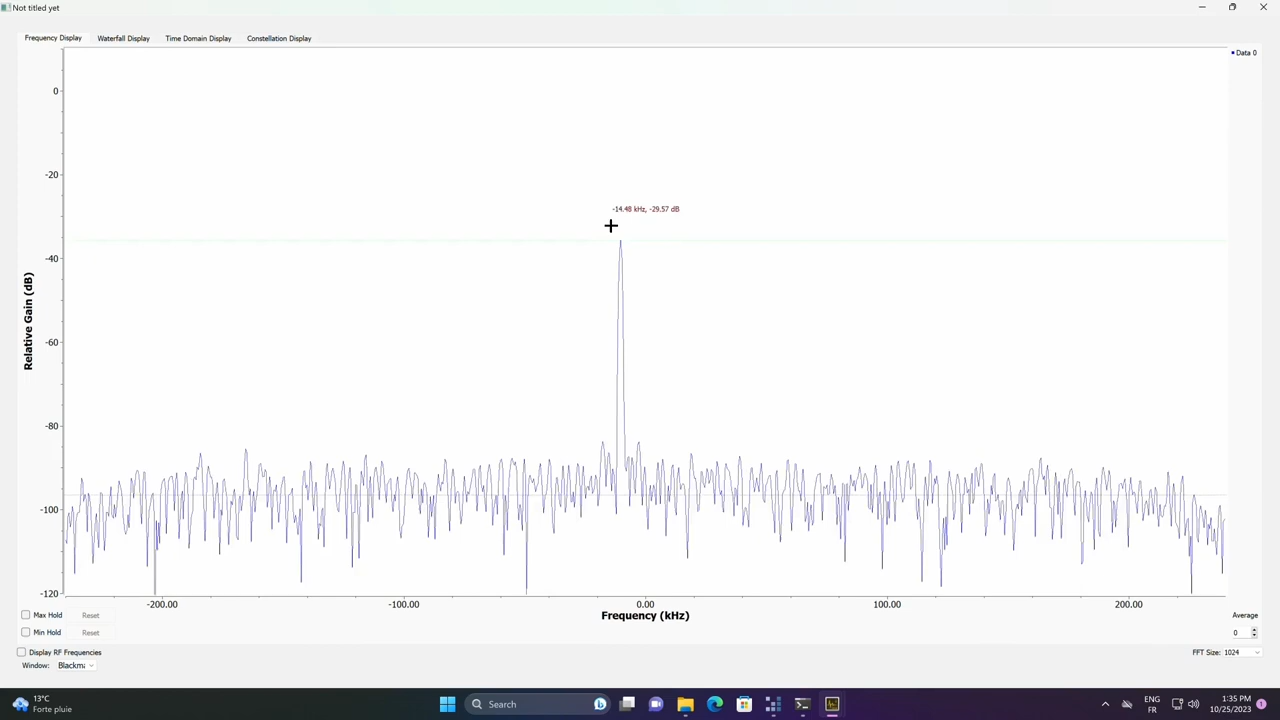 Not titled yet
Frequency Display Waterfall Display Time Domain Display Constellation Display
Data 0
0
-20
-14.48 kHz, -29.57 dB
-40
-60
-80
-100
-120
Relative Gain (dB)
-200.00 -100.00 0.00 100.00 200.00
Frequency (kHz)
Max Hold Reset
Average
Min Hold Reset
0
Display RF Frequencies
FFT Size: 1024
Window: Blackma
13°C
Forte pluie
Search
ENG
FR
1:35 PM
10/25/2023
1